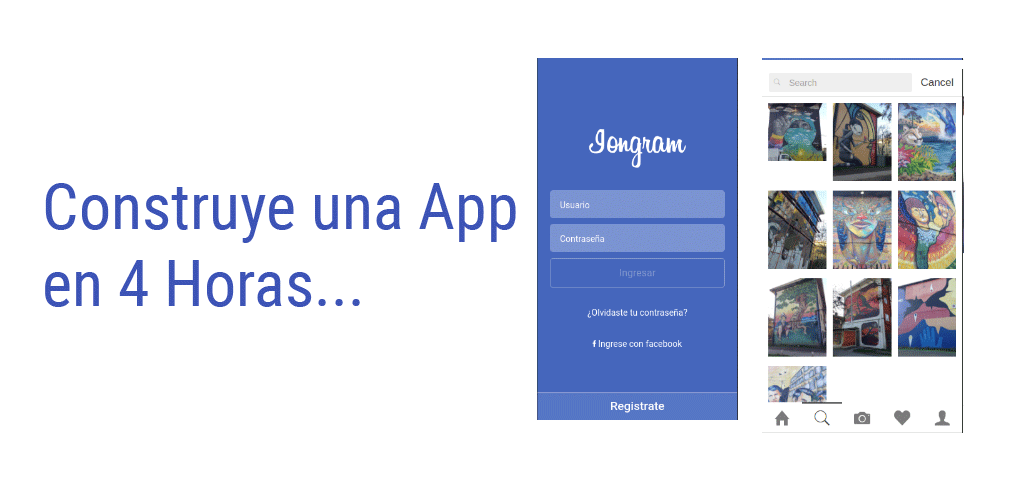 Construye una App
en 4 Horas...
Iongram
Usuario
Contraseña
Ingresar
¿Olvidaste tu contraseña?
f Ingrese con facebook
Registrate
Search
Cancel